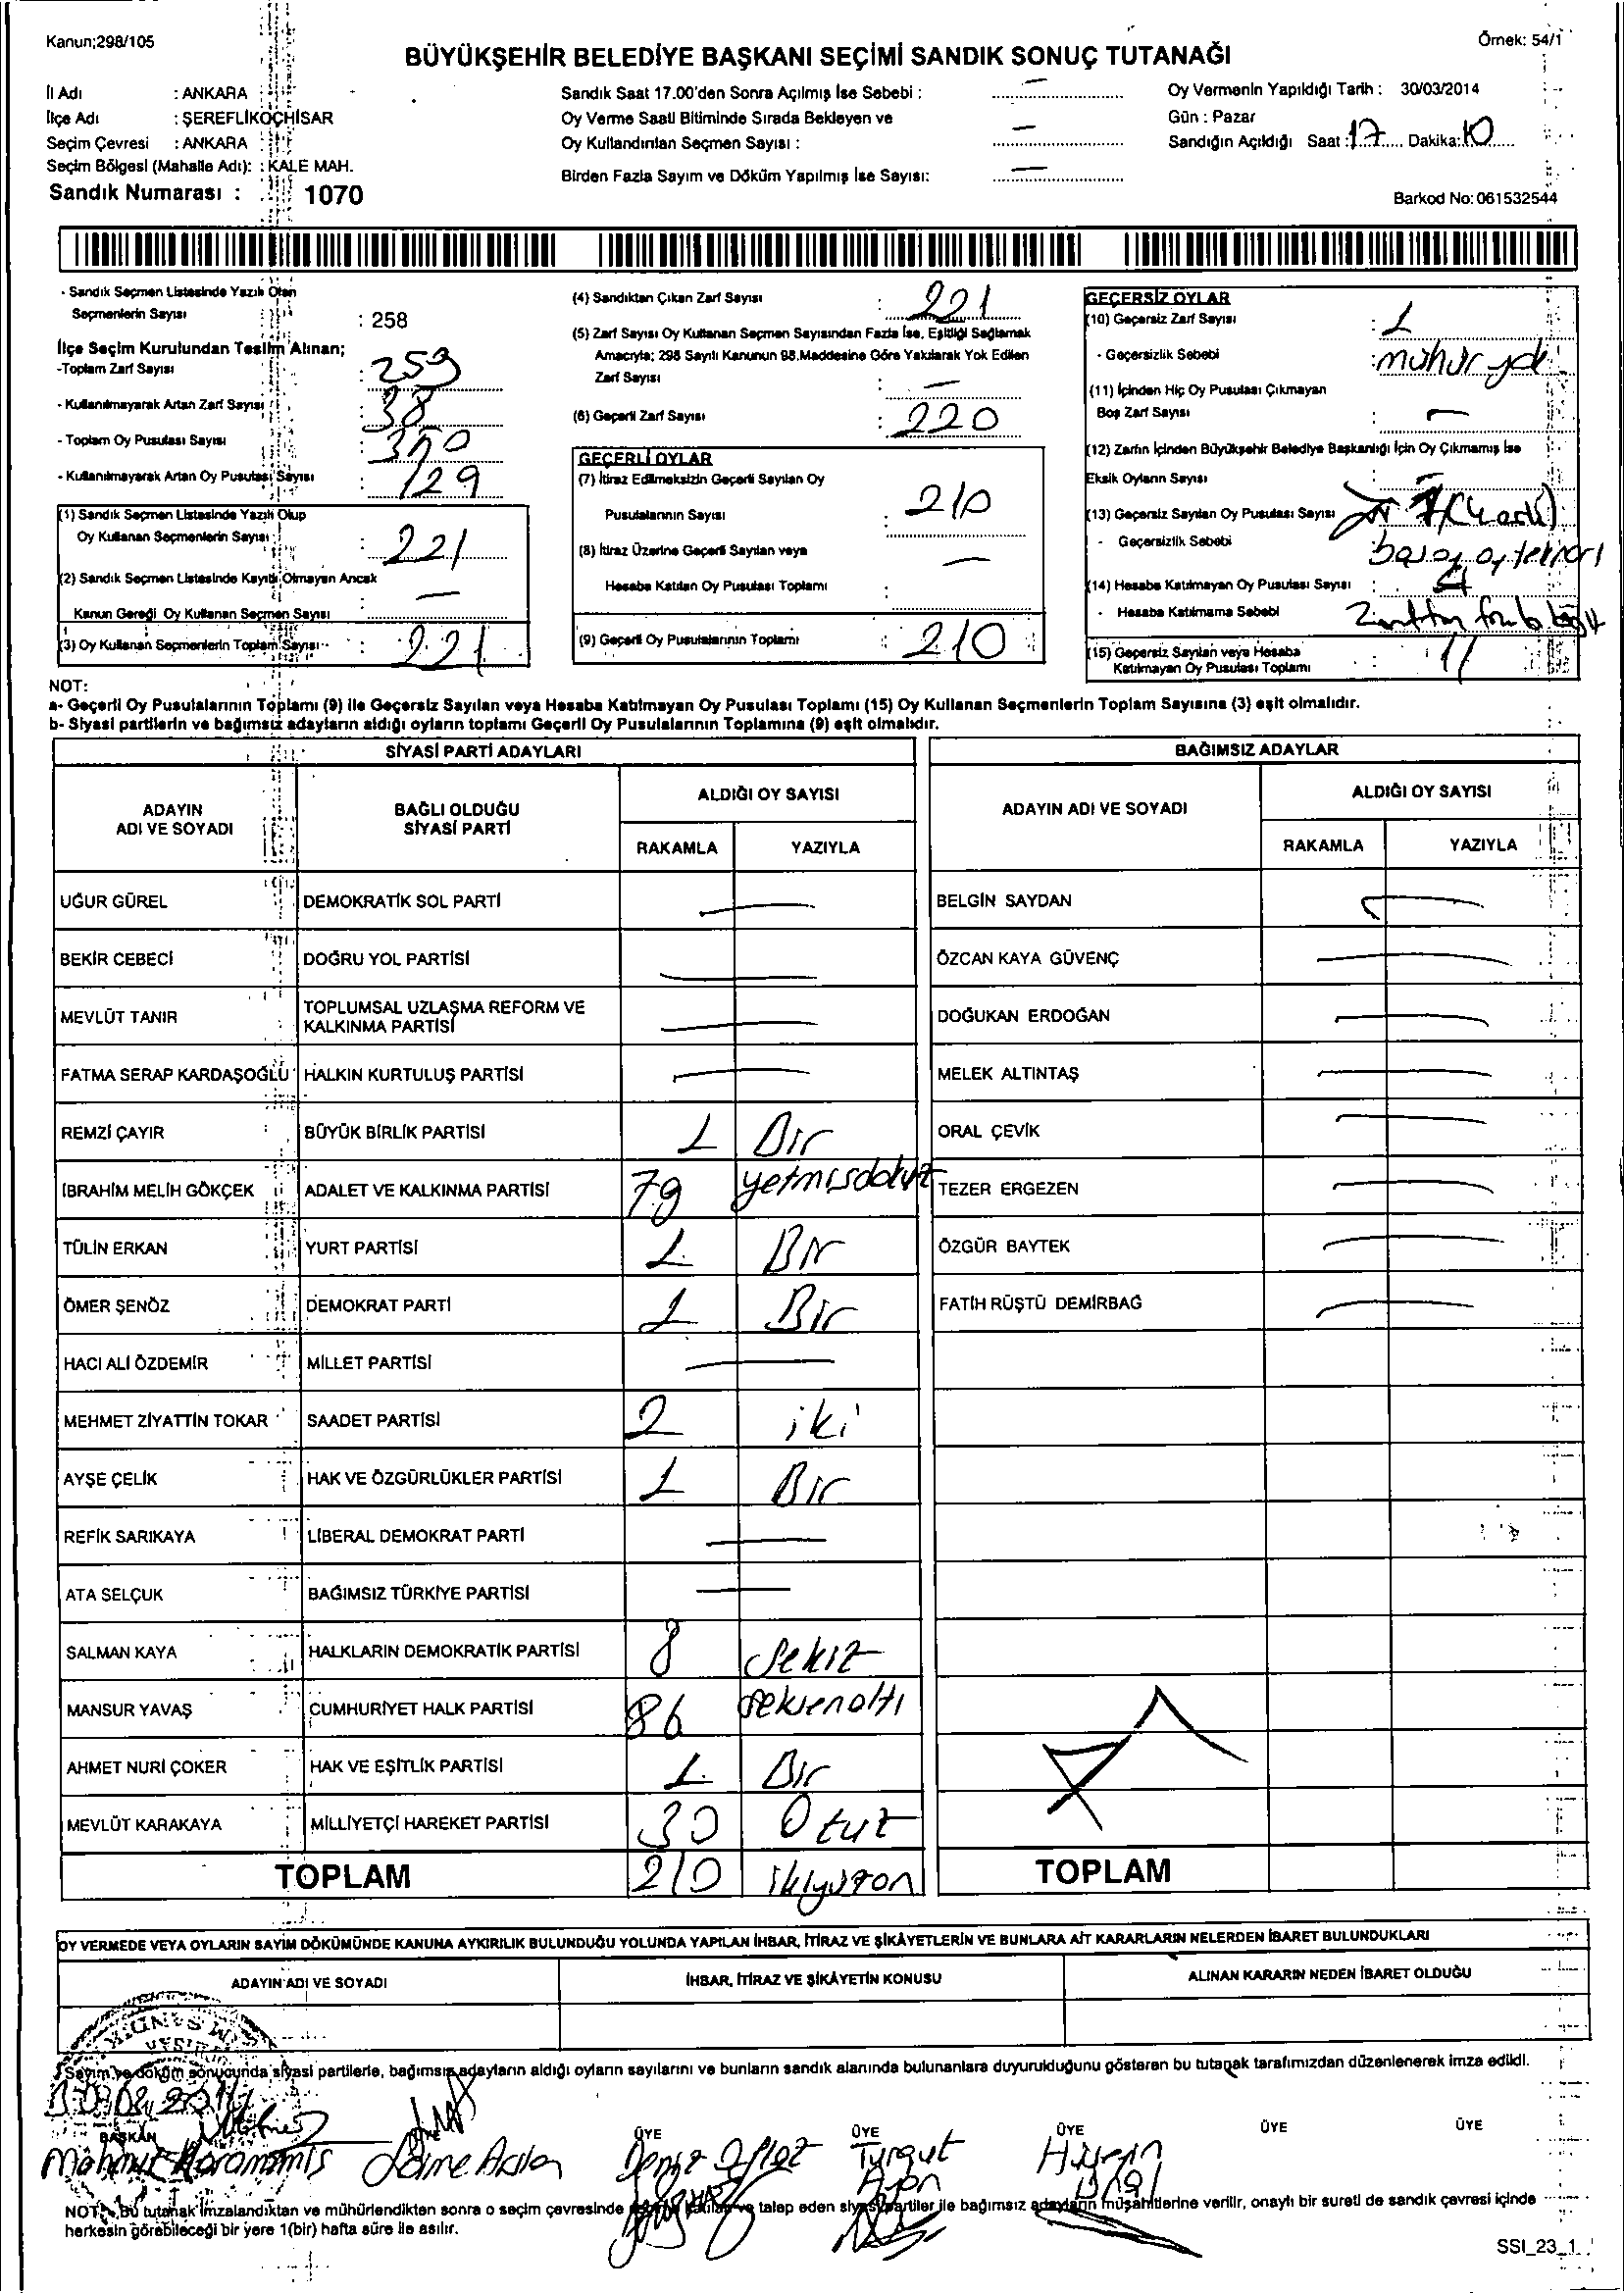 Kanun;298/105
Örnek: 54/1
BÜYÜKŞEHİR BELEDİYE BAŞKANI SEÇİMİ SANDIK SONUÇ TUTANAĞI
İl Adı : ANKARA
İlçe Adı : ŞEREFLİKOÇHİSAR
Seçim Çevresi : ANKARA
Seçim Bölgesi (Mahalle Adı): : KALE MAH.
Sandık Numarası : 1070
Sandık Saat 17.00'den Sonra Açılmış İse Sebebi : —
Oy Verme Saati Bitiminde Sırada Bekleyen ve
Oy Kullandırılan Seçmen Sayısı : —
Birden Fazla Sayım ve Döküm Yapılmış İse Sayısı: —
Oy Vermenin Yapıldığı Tarih : 30/03/2014
Gün : Pazar
Sandığın Açıldığı Saat : 17 Dakika: 10
Barkod No: 061532544
- Sandık Seçmen Listesinde Yazılı Olan
Seçmenlerin Sayısı : 258
İlçe Seçim Kurulundan Teslim Alınan;
-Toplam Zarf Sayısı : 259
- Kullanılmayarak Artan Zarf Sayısı : 38
- Toplam Oy Pusulası Sayısı : 350
- Kullanılmayarak Artan Oy Pusulası Sayısı : 129
(1) Sandık Seçmen Listesinde Yazılı Olup
Oy Kullanan Seçmenlerin Sayısı : 221
(2) Sandık Seçmen Listesinde Kayıtlı Olmayan Ancak
Kanun Gereği Oy Kullanan Seçmen Sayısı : —
(3) Oy Kullanan Seçmenlerin Toplam Sayısı : 221
(4) Sandıktan Çıkan Zarf Sayısı : 221
(5) Zarf Sayısı Oy Kullanan Seçmen Sayısından Fazla İse, Eşitliği Sağlamak
Amacıyla; 298 Sayılı Kanunun 98.Maddesine Göre Yakılarak Yok Edilen
Zarf Sayısı : —
(6) Geçerli Zarf Sayısı : 220
GEÇERLİ OYLAR
(7) İtiraz Edilmeksizin Geçerli Sayılan Oy
Pusulalarının Sayısı : 210
(8) İtiraz Üzerine Geçerli Sayılan veya
Hesaba Katılan Oy Pusulası Toplamı : —
(9) Geçerli Oy Pusulalarının Toplamı : 210
GEÇERSİZ OYLAR
(10) Geçersiz Zarf Sayısı : 1
- Geçersizlik Sebebi : mühür yok
(11) İçinden Hiç Oy Pusulası Çıkmayan
Boş Zarf Sayısı : —
(12) Zarfın İçinden Büyükşehir Belediye Başkanlığı İçin Oy Çıkmamış İse
Eksik Oyların Sayısı : —
(13) Geçersiz Sayılan Oy Pusulası Sayısı : 7
- Geçersizlik Sebebi
(14) Hesaba Katılmayan Oy Pusulası Sayısı : 4
- Hesaba Katılmama Sebebi
(15) Geçersiz Sayılan veya Hesaba
Katılmayan Oy Pusulası Toplamı : 11
NOT:
a- Geçerli Oy Pusulalarının Toplamı (9) ile Geçersiz Sayılan veya Hesaba Katılmayan Oy Pusulası Toplamı (15) Oy Kullanan Seçmenlerin Toplam Sayısına (3) eşit olmalıdır.
b- Siyasi partilerin ve bağımsız adayların aldığı oyların toplamı Geçerli Oy Pusulalarının Toplamına (9) eşit olmalıdır.
SİYASİ PARTİ ADAYLARI
BAĞIMSIZ ADAYLAR
ADAYIN ADI VE SOYADI
BAĞLI OLDUĞU SİYASİ PARTİ
ALDIĞI OY SAYISI
RAKAMLA YAZIYLA
ADAYIN ADI VE SOYADI
ALDIĞI OY SAYISI
RAKAMLA YAZIYLA
UĞUR GÜREL DEMOKRATİK SOL PARTİ — BELGİN SAYDAN —
BEKİR CEBECİ DOĞRU YOL PARTİSİ — ÖZCAN KAYA GÜVENÇ —
MEVLÜT TANIR TOPLUMSAL UZLAŞMA REFORM VE KALKINMA PARTİSİ — DOĞUKAN ERDOĞAN —
FATMA SERAP KARDAŞOĞLU HALKIN KURTULUŞ PARTİSİ — MELEK ALTINTAŞ —
REMZİ ÇAYIR BÜYÜK BİRLİK PARTİSİ 1 Bir ORAL ÇEVİK —
İBRAHİM MELİH GÖKÇEK ADALET VE KALKINMA PARTİSİ 79 yetmişdokuz TEZER ERGEZEN —
TÜLİN ERKAN YURT PARTİSİ 1 Bir ÖZGÜR BAYTEK —
ÖMER ŞENÖZ DEMOKRAT PARTİ 1 Bir FATİH RÜŞTÜ DEMİRBAĞ —
HACI ALİ ÖZDEMİR MİLLET PARTİSİ —
MEHMET ZİYATTİN TOKAR SAADET PARTİSİ 2 iki
AYŞE ÇELİK HAK VE ÖZGÜRLÜKLER PARTİSİ 1 Bir
REFİK SARIKAYA LİBERAL DEMOKRAT PARTİ —
ATA SELÇUK BAĞIMSIZ TÜRKİYE PARTİSİ —
SALMAN KAYA HALKLARIN DEMOKRATİK PARTİSİ 8 Sekiz
MANSUR YAVAŞ CUMHURİYET HALK PARTİSİ 86 seksenaltı
AHMET NURİ ÇOKER HAK VE EŞİTLİK PARTİSİ 1 Bir
MEVLÜT KARAKAYA MİLLİYETÇİ HAREKET PARTİSİ 30 Otuz
TOPLAM 210 ikiyüzon TOPLAM
OY VERMEDE VEYA OYLARIN SAYIM DÖKÜMÜNDE KANUNA AYKIRILIK BULUNDUĞU YOLUNDA YAPILAN İHBAR, İTİRAZ VE ŞİKÂYETLERİN VE BUNLARA AİT KARARLARIN NELERDEN İBARET BULUNDUKLARI
ADAYIN ADI VE SOYADI İHBAR, İTİRAZ VE ŞİKÂYETİN KONUSU ALINAN KARARIN NEDEN İBARET OLDUĞU
Sayım ve döküm sonucunda siyasi partilerle, bağımsız adayların aldığı oyların sayılarını ve bunların sandık alanında bulunanlara duyurulduğunu gösteren bu tutanak tarafımızdan düzenlenerek imza edildi.
BAŞKAN ÜYE ÜYE ÜYE ÜYE ÜYE
Mahmut Turgut
NOT: Bu tutanak imzalandıktan ve mühürlendikten sonra o seçim çevresinde talep eden siyasi partiler ile bağımsız adayların müşahitlerine verilir, onaylı bir sureti de sandık çevresi içinde
herkesin görebileceği bir yere 1(bir) hafta süre ile asılır.
SSI_23_1